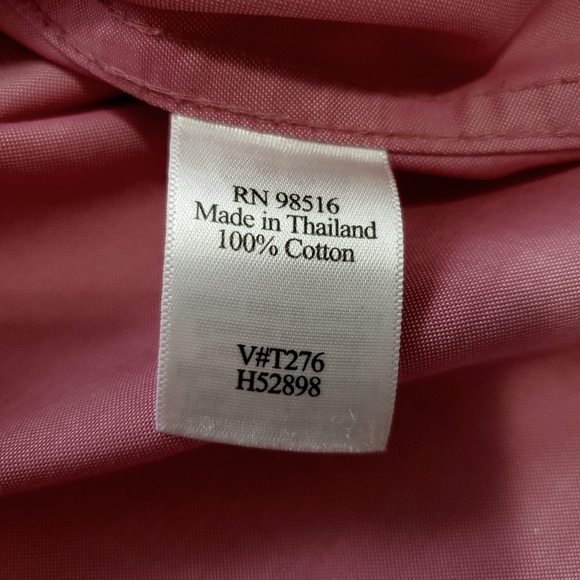 RN 98516
Made in Thailand
100% Cotton
V#T276
H52898